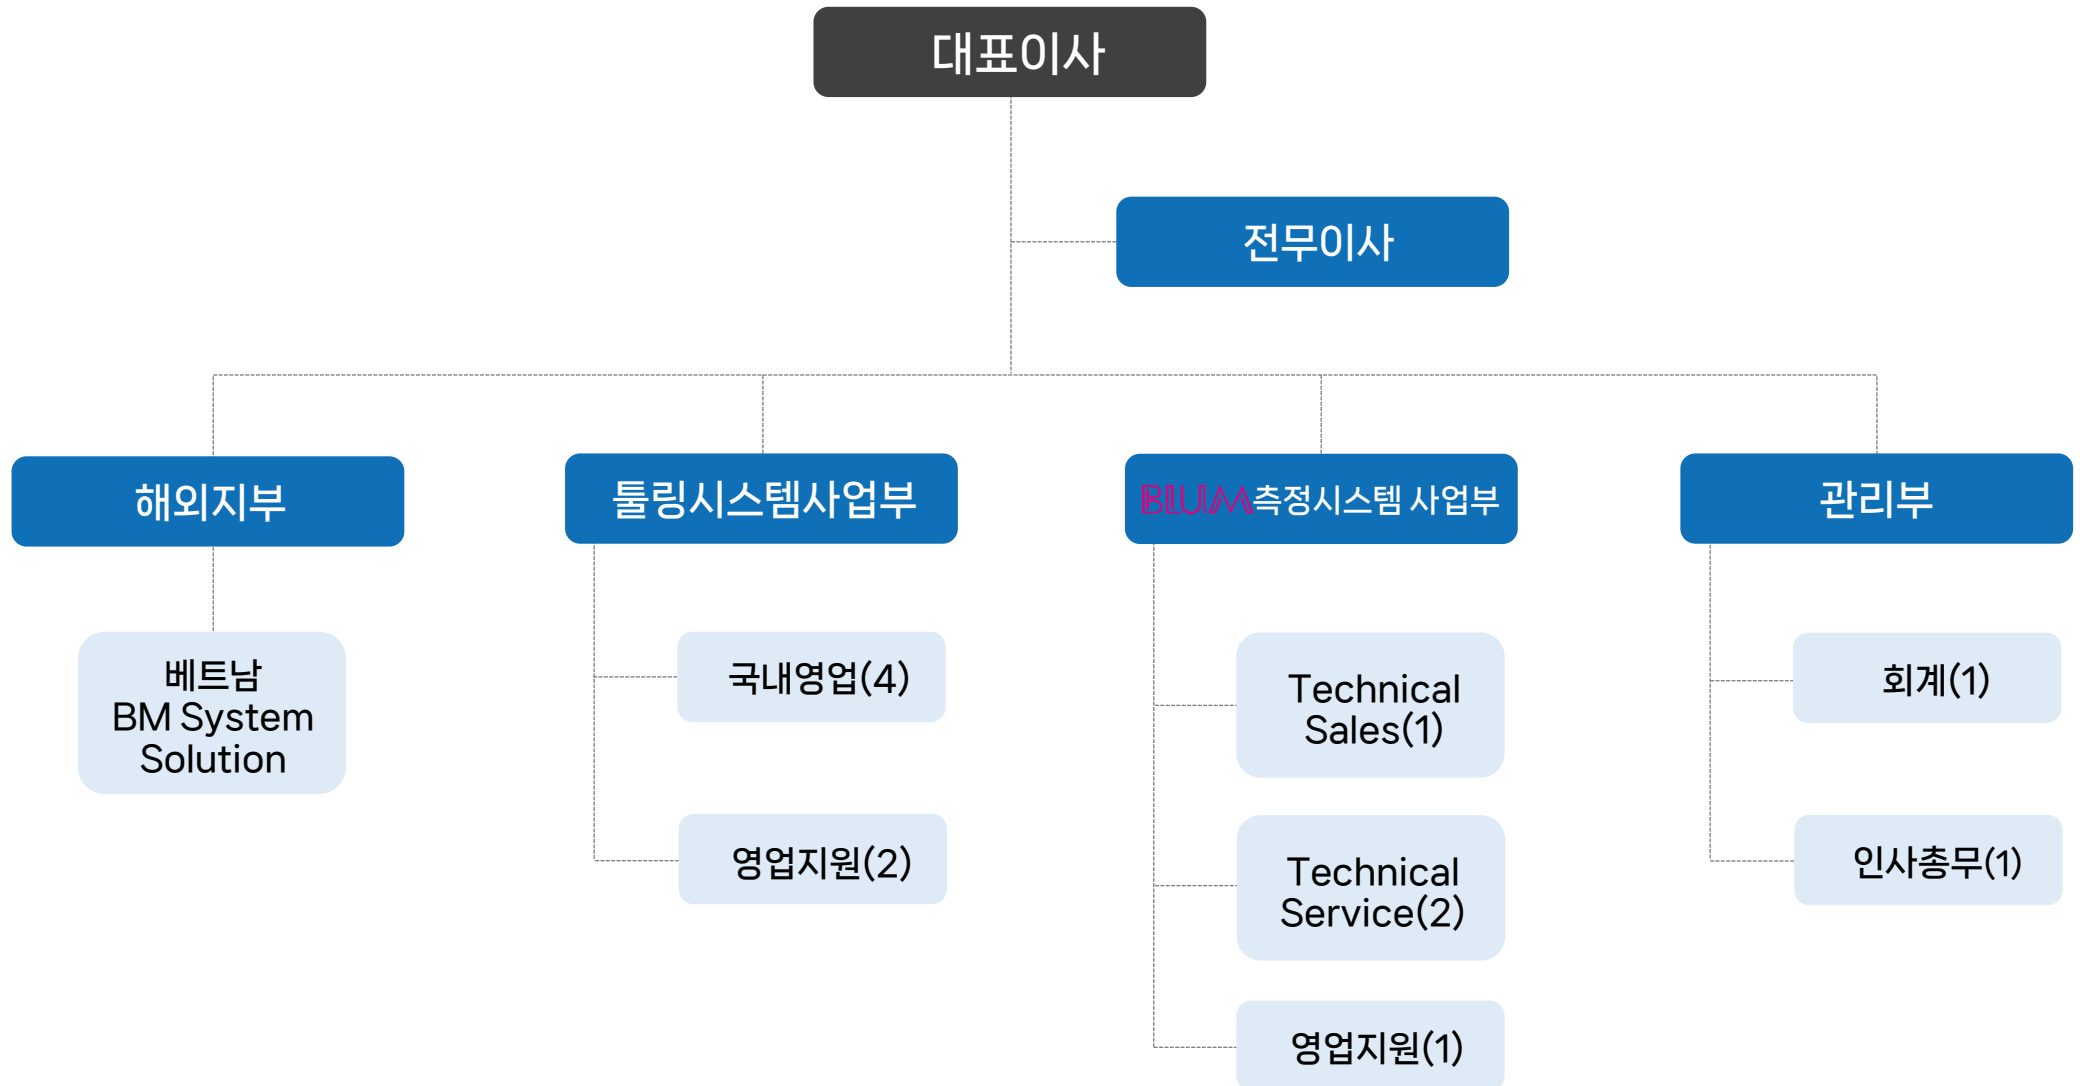 대표이사
전무이사
해외지부
툴링시스템사업부
BLUM측정시스템 사업부
관리부
베트남
BM System
Solution
국내영업(4)
영업지원(2)
Technical
Sales(1)
Technical
Service(2)
영업지원(1)
회계(1)
인사총무(1)